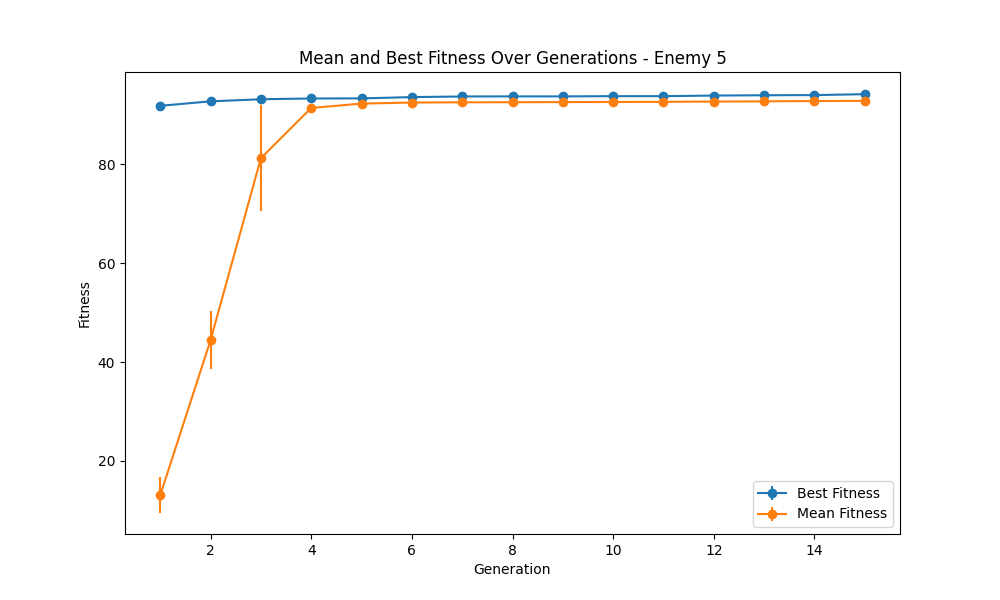 Mean and Best Fitness Over Generations - Enemy 5
Fitness
80
60
40
20
2 4 6 8 10 12 14
Generation
Best Fitness
Mean Fitness